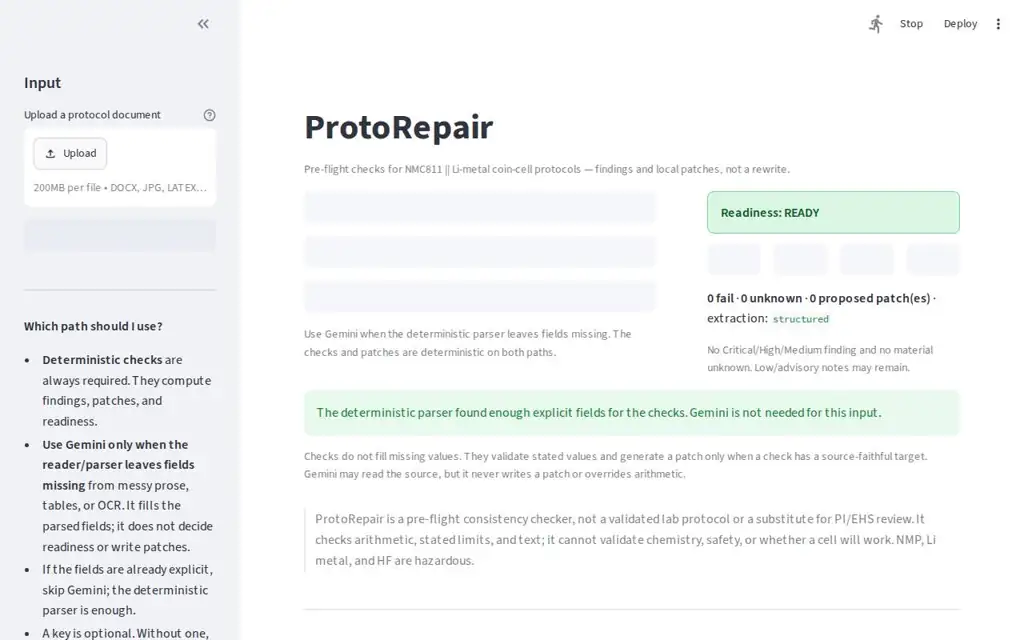 Stop
Deploy
Input
Upload a protocol document
Upload
200MB per file • DOCX, JPG, LATEX...
Which path should I use?
• Deterministic checks are
always required. They compute
findings, patches, and
readiness.
• Use Gemini only when the
reader/parser leaves fields
missing from messy prose,
tables, or OCR. It fills the
parsed fields; it does not decide
readiness or write patches.
• If the fields are already explicit,
skip Gemini; the deterministic
parser is enough.
• A key is optional. Without one,
ProtoRepair
Pre-flight checks for NMC811 || Li-metal coin-cell protocols — findings and local patches, not a rewrite.
Use Gemini when the deterministic parser leaves fields missing. The
checks and patches are deterministic on both paths.
Readiness: READY
0 fail · 0 unknown · 0 proposed patch(es) ·
extraction: structured
No Critical/High/Medium finding and no material
unknown. Low/advisory notes may remain.
The deterministic parser found enough explicit fields for the checks. Gemini is not needed for this input.
Checks do not fill missing values. They validate stated values and generate a patch only when a check has a source-faithful target.
Gemini may read the source, but it never writes a patch or overrides arithmetic.
ProtoRepair is a pre-flight consistency checker, not a validated lab protocol or a substitute for PI/EHS review. It
checks arithmetic, stated limits, and text; it cannot validate chemistry, safety, or whether a cell will work. NMP, Li
metal, and HF are hazardous.